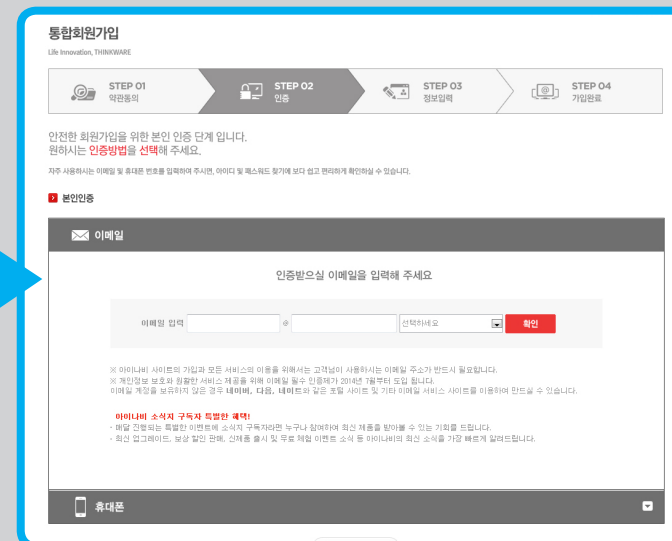 통합회원가입
Life Innovation, THINKWARE
STEP 01
약관동의
STEP 02
인증
STEP 03
정보입력
STEP 04
가입완료
안전한 회원가입을 위한 본인 인증 단계 입니다.
원하시는 인증방법을 선택해 주세요.
자주 사용하시는 이메일 및 휴대폰 번호를 입력하여 주시면, 아이디 및 패스워드 찾기에 보다 쉽고 편리하게 확인하실 수 있습니다.
본인인증
이메일
인증받으실 이메일을 입력해 주세요
이메일 입력 @ 선택하세요 확인
※ 아이나비 사이트의 가입과 모든 서비스의 이용을 위해서는 고객님이 사용하시는 이메일 주소가 반드시 필요합니다.
※ 개인정보 보호와 원활한 서비스 제공을 위해 이메일 필수 인증제가 2014년 7월부터 도입 됩니다.
이메일 계정을 보유하지 않은 경우 네이버, 다음, 네이트와 같은 포털 사이트 및 기타 이메일 서비스 사이트를 이용하여 만드실 수 있습니다.
아이나비 소식지 구독자 특별한 혜택!
- 매달 진행되는 특별한 이벤트에 소식지 구독자라면 누구나 참여하여 최신 제품을 받아볼 수 있는 기회를 드립니다.
- 최신 업그레이드, 보상 할인 판매, 신제품 출시 및 무료 체험 이벤트 소식 등 아이나비의 최신 소식을 가장 빠르게 알려드립니다.
휴대폰